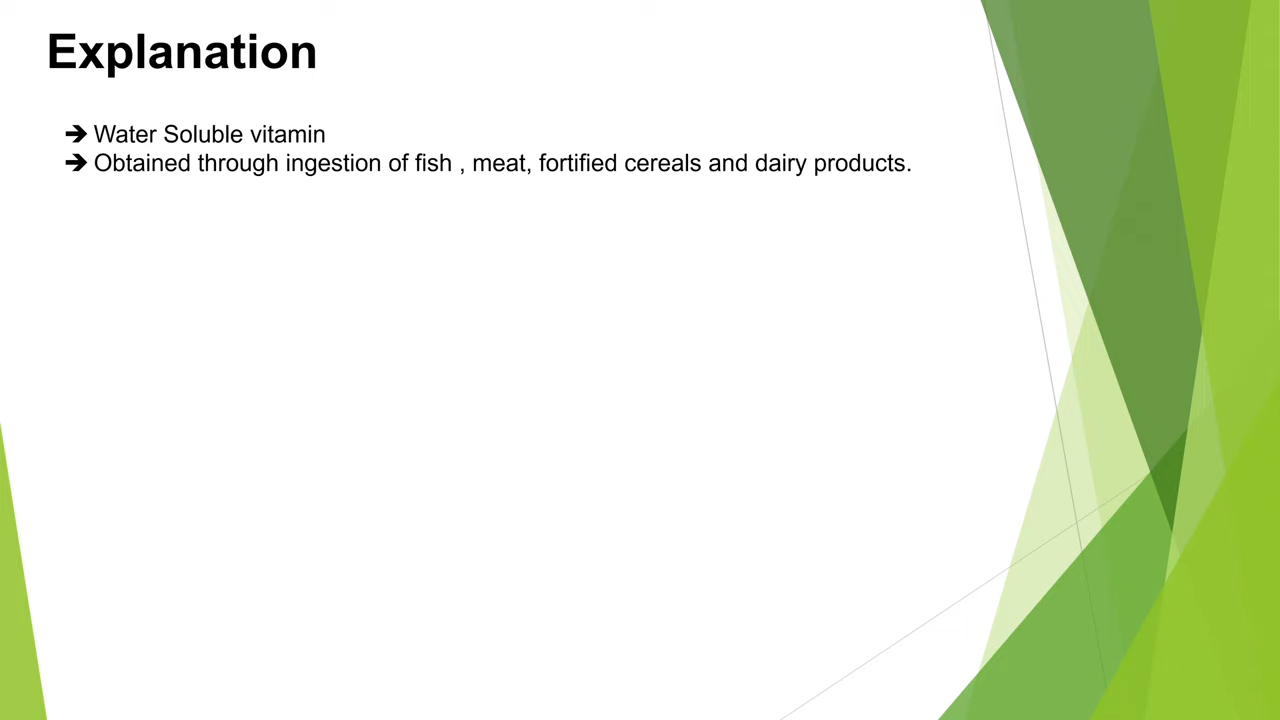 Explanation
➔ Water Soluble vitamin
➔ Obtained through ingestion of fish , meat, fortified cereals and dairy products.